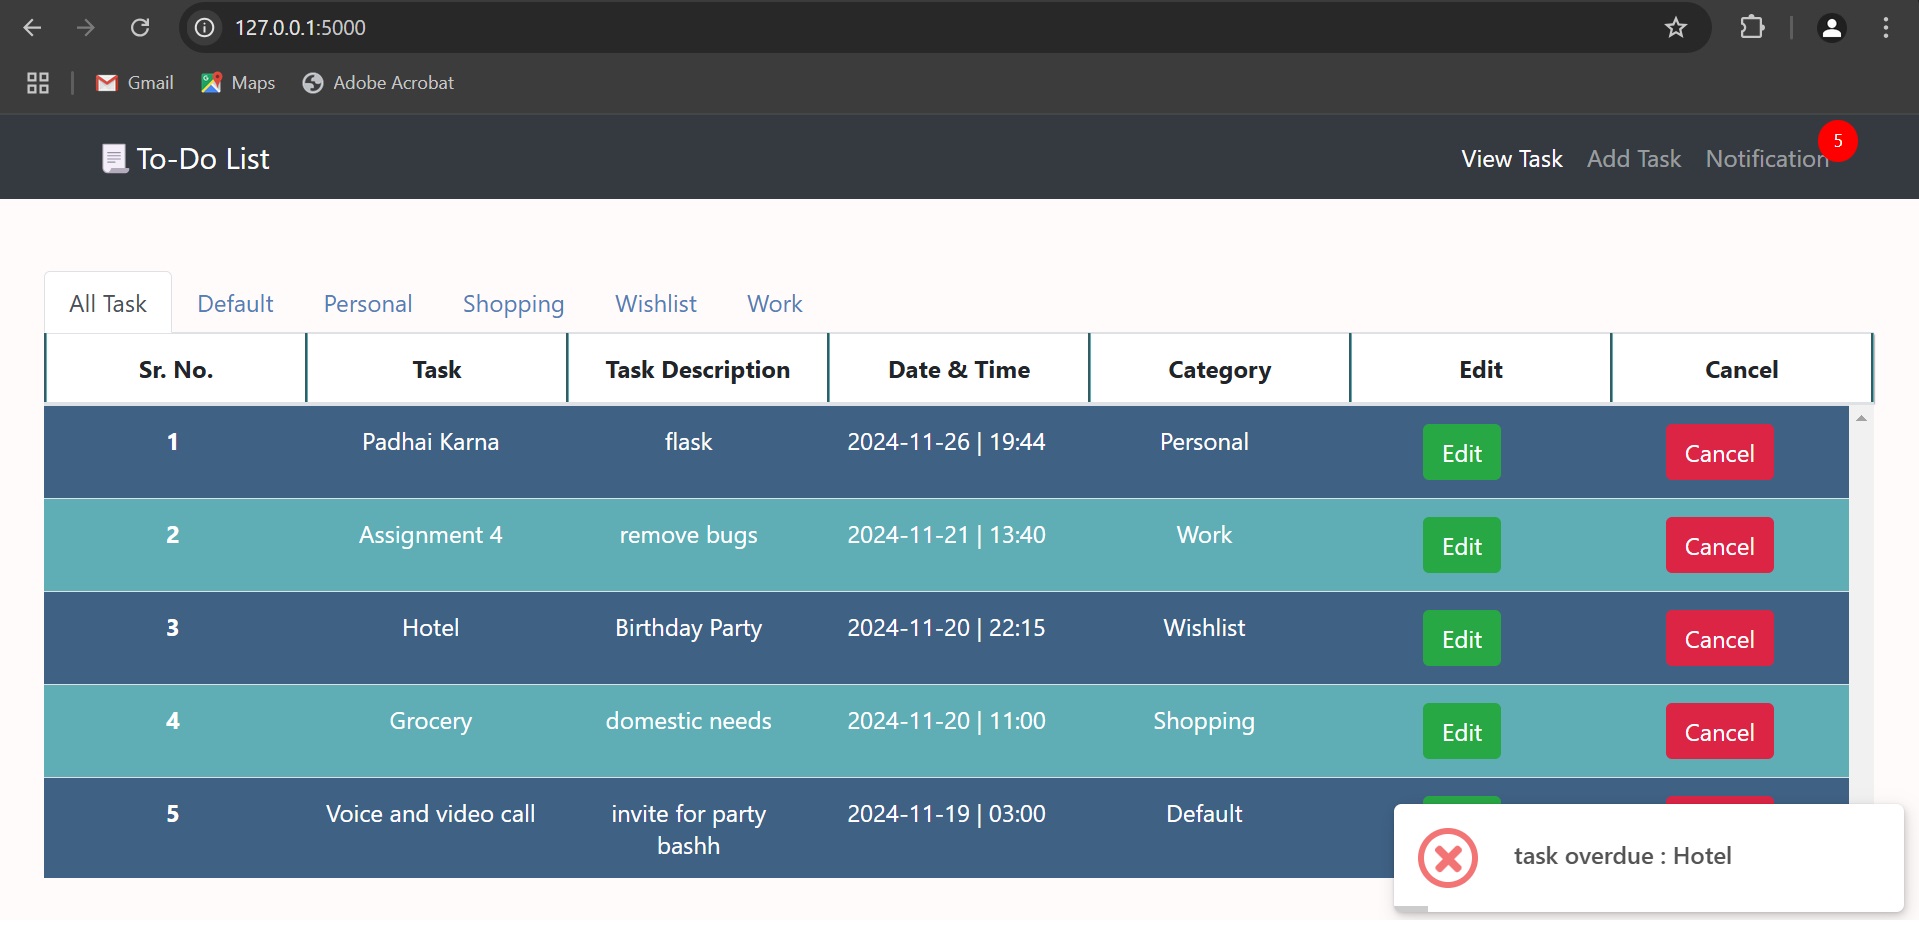 127.0.0.1:5000
Gmail Maps Adobe Acrobat
To-Do List View Task Add Task Notification 5
All Task Default Personal Shopping Wishlist Work
Sr. No. Task Task Description Date & Time Category Edit Cancel
1 Padhai Karna flask 2024-11-26 | 19:44 Personal Edit Cancel
2 Assignment 4 remove bugs 2024-11-21 | 13:40 Work Edit Cancel
3 Hotel Birthday Party 2024-11-20 | 22:15 Wishlist Edit Cancel
4 Grocery domestic needs 2024-11-20 | 11:00 Shopping Edit Cancel
5 Voice and video call invite for party 2024-11-19 | 03:00 Default
bashh
task overdue : Hotel